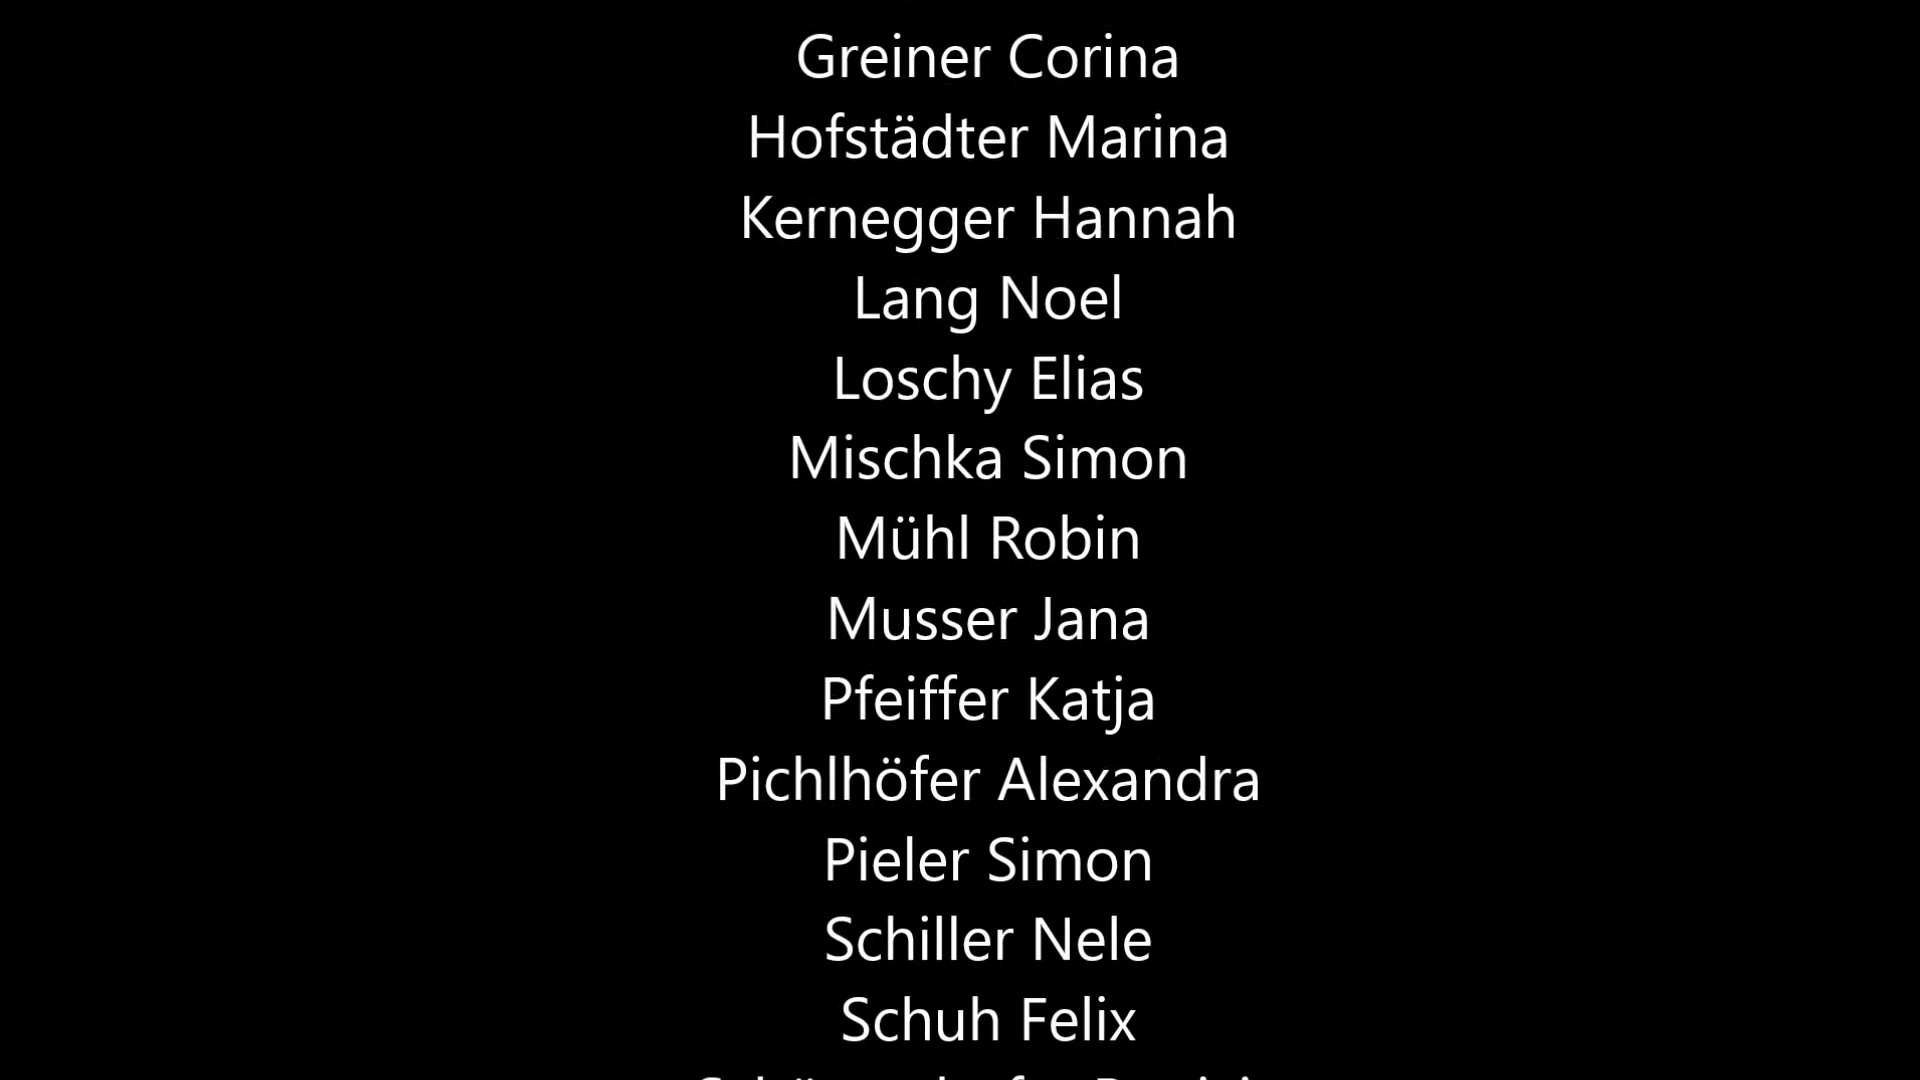 Greiner Corina
Hofstädter Marina
Kernegger Hannah
Lang Noel
Loschy Elias
Mischka Simon
Mühl Robin
Musser Jana
Pfeiffer Katja
Pichlhöfer Alexandra
Pieler Simon
Schiller Nele
Schuh Felix